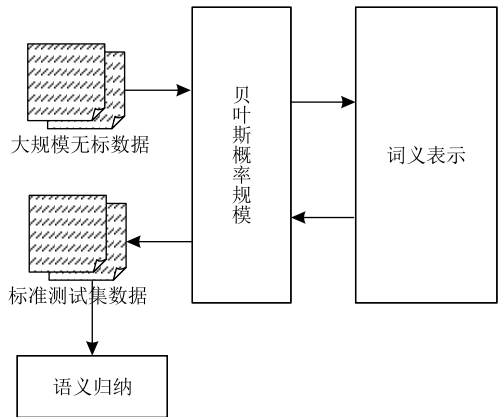 大规模无标数据
贝叶斯概率规模
词义表示
标准测试集数据
语义归纳